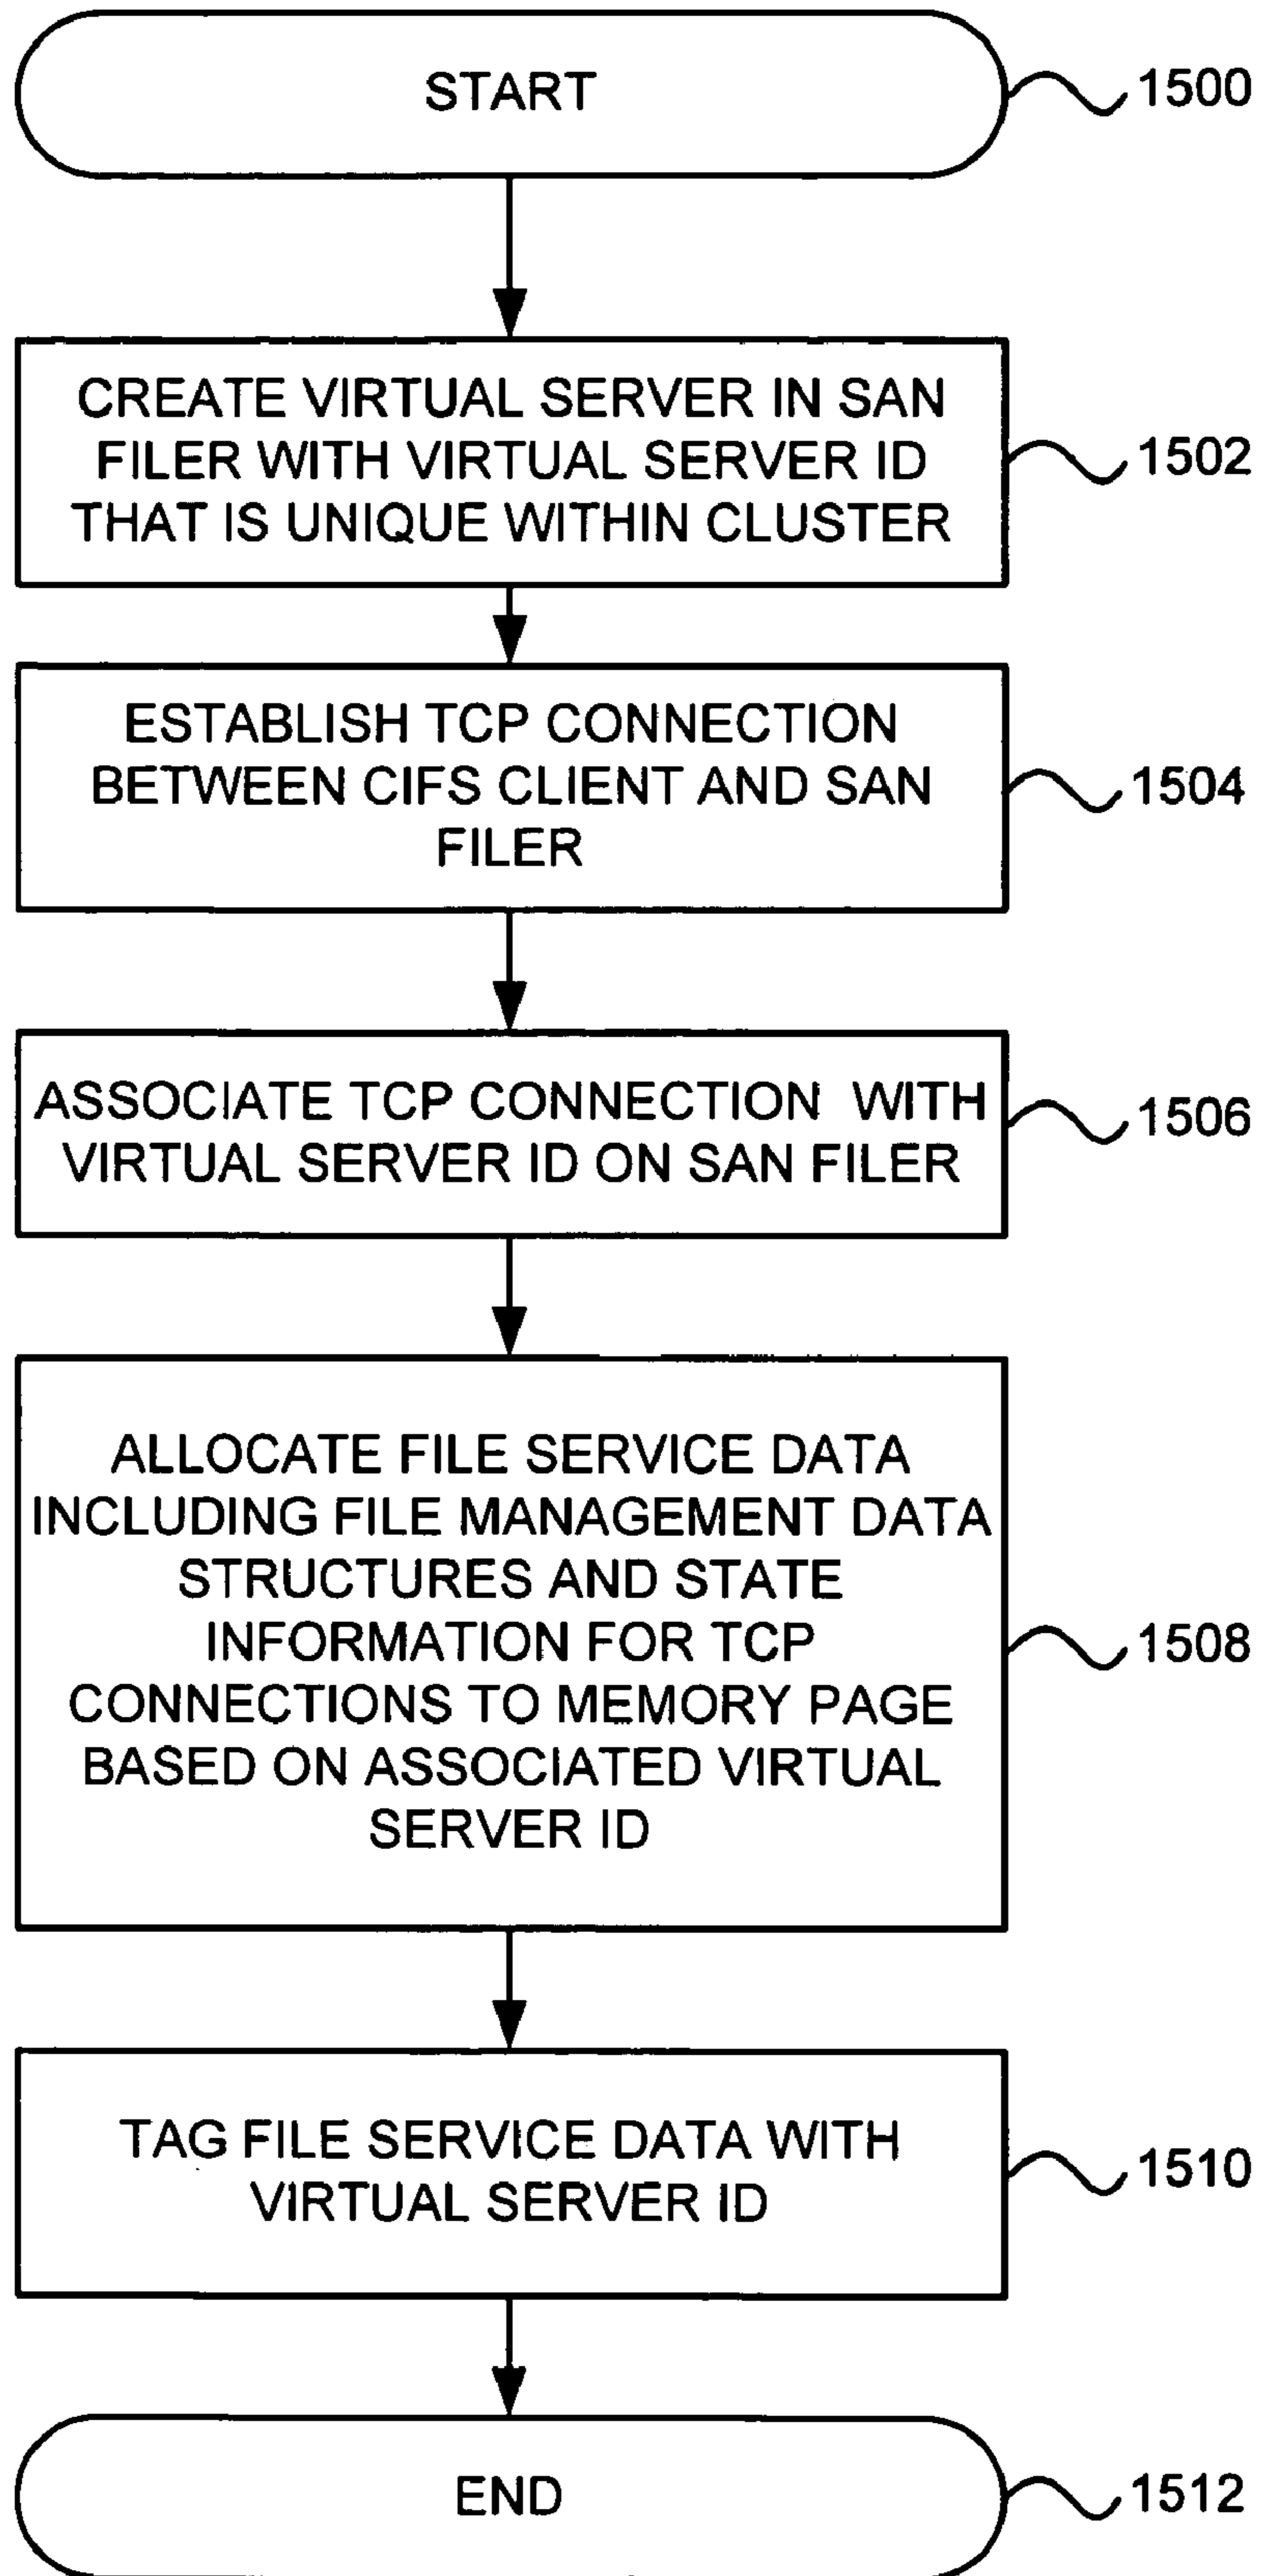 START
1500
CREATE VIRTUAL SERVER IN SAN
FILER WITH VIRTUAL SERVER ID
THAT IS UNIQUE WITHIN CLUSTER
1502
ESTABLISH TCP CONNECTION
BETWEEN CIFS CLIENT AND SAN
FILER
1504
ASSOCIATE TCP CONNECTION WITH
VIRTUAL SERVER ID ON SAN FILER
1506
ALLOCATE FILE SERVICE DATA
INCLUDING FILE MANAGEMENT DATA
STRUCTURES AND STATE
INFORMATION FOR TCP
CONNECTIONS TO MEMORY PAGE
BASED ON ASSOCIATED VIRTUAL
SERVER ID
1508
TAG FILE SERVICE DATA WITH
VIRTUAL SERVER ID
1510
END
1512